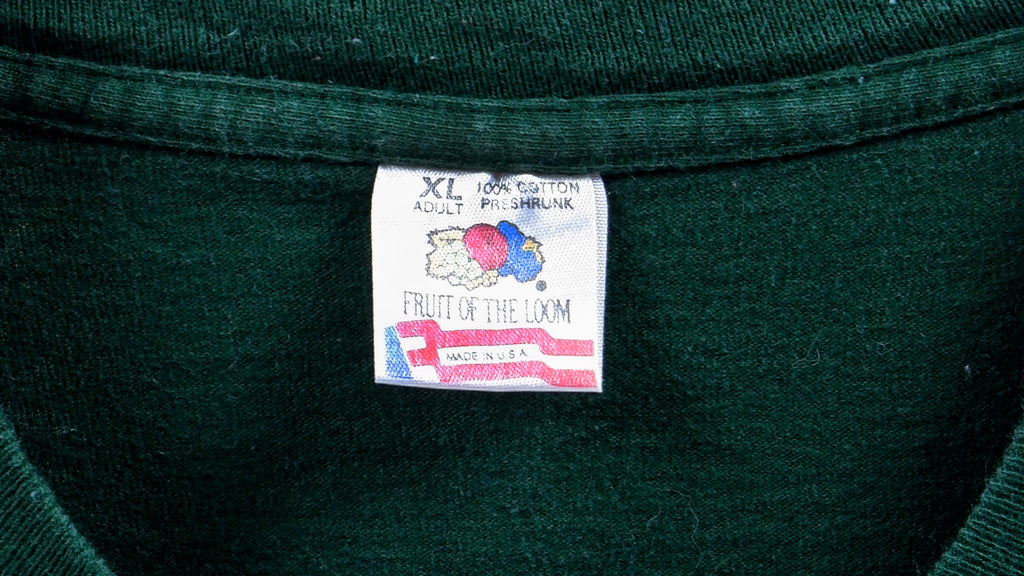 XL 100% COTTON
ADULT PRESHRUNK
FRUIT OF THE LOOM
MADE IN U.S.A.